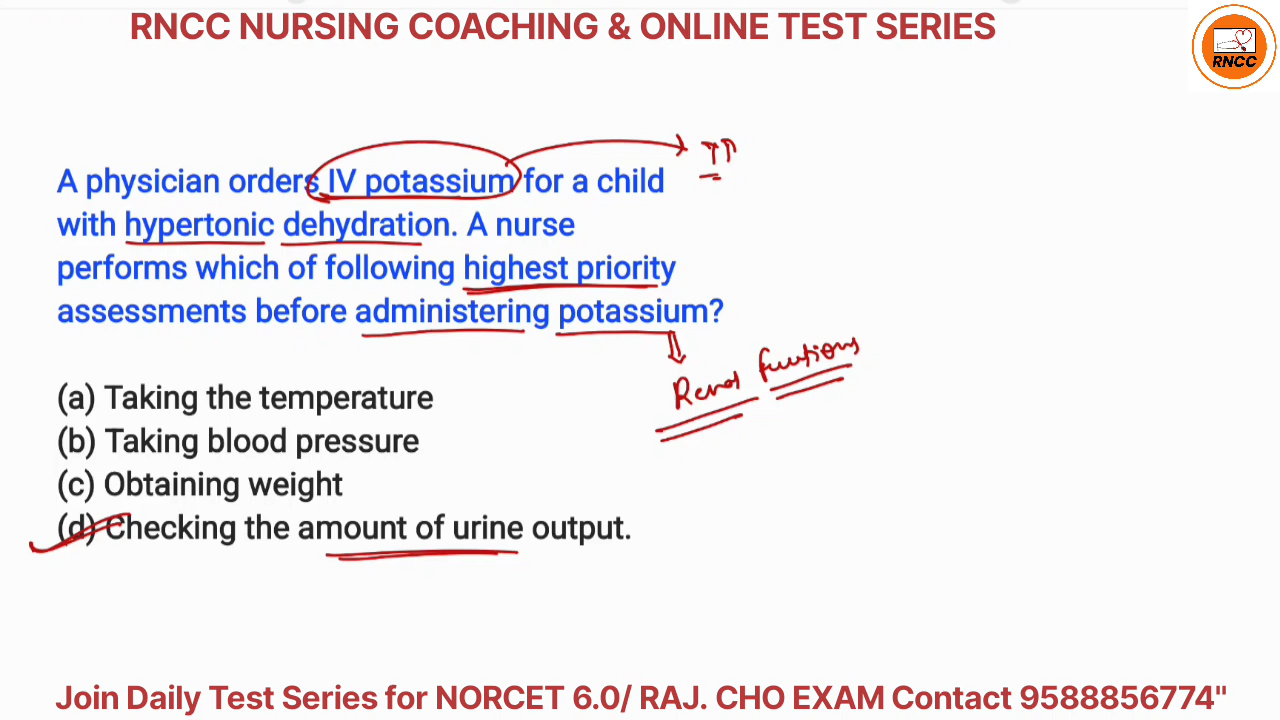 RNCC NURSING COACHING & ONLINE TEST SERIES
RNCC
↑↑
A physician orders IV potassium for a child
with hypertonic dehydration. A nurse
performs which of following highest priority
assessments before administering potassium?
Renal functions
(a) Taking the temperature
(b) Taking blood pressure
(c) Obtaining weight
(d) Checking the amount of urine output.
Join Daily Test Series for NORCET 6.0/ RAJ. CHO EXAM Contact 9588856774"